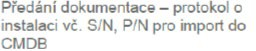 Předání dokumentace – protokol o
instalaci vč. S/N, P/N pro import do
CMDB